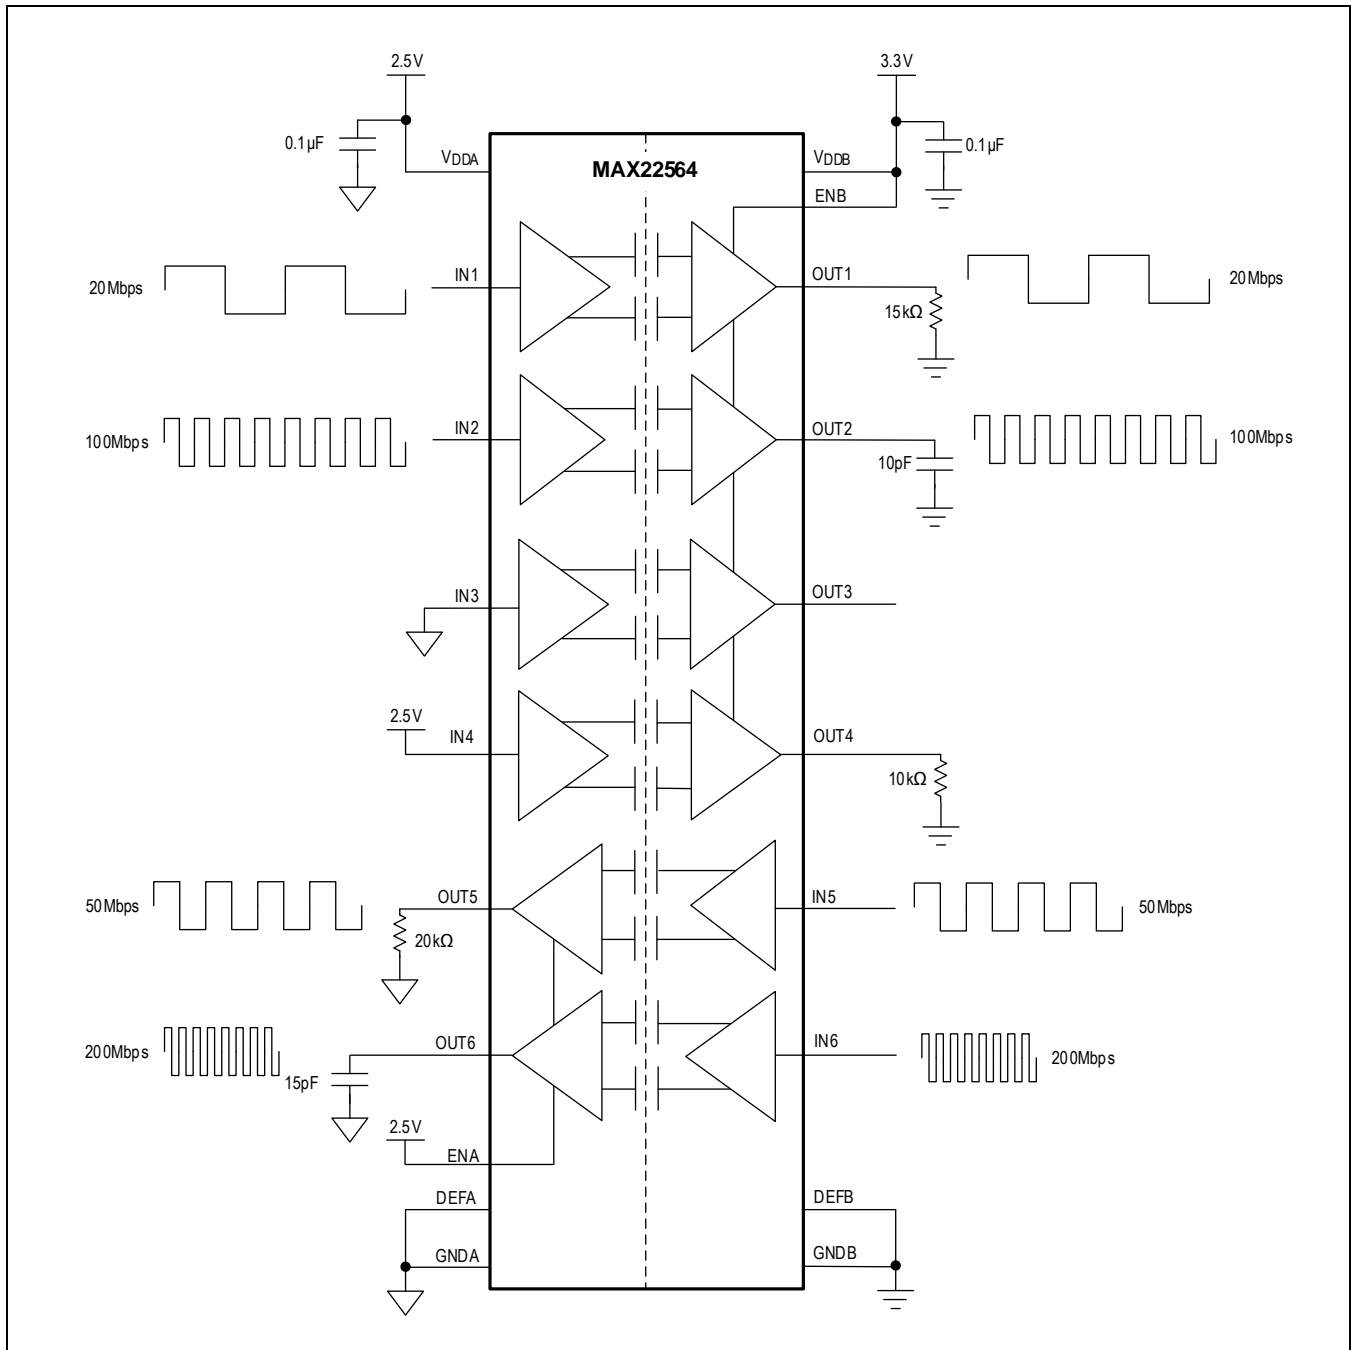 2.5V
3.3V
0.1µF
0.1µF
VDDA
MAX22564
VDDB
ENB
20Mbps
IN1
OUT1
20Mbps
15kΩ
100Mbps
IN2
OUT2
100Mbps
10pF
IN3
OUT3
2.5V
IN4
OUT4
10kΩ
50Mbps
OUT5
IN5
50Mbps
20kΩ
200Mbps
OUT6
IN6
200Mbps
15pF
2.5V
ENA
DEFA
DEFB
GNDA
GNDB